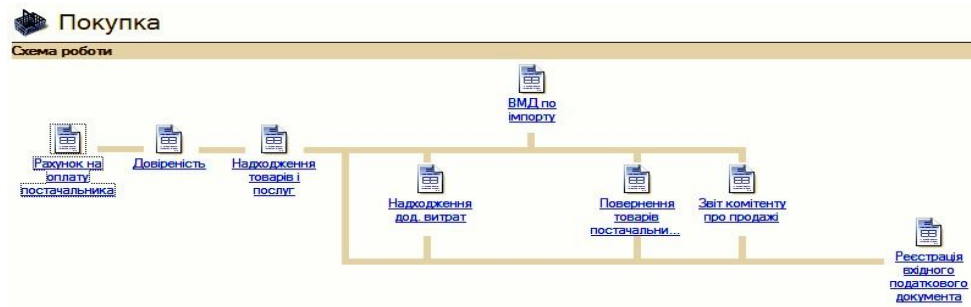 Покупка
Схема роботи
ВМД по
імпорту
Рахунок на
оплату
постачальника
Довіреність
Надходження
товарів і
послуг
Надходження
дод. витрат
Повернення
товарів
постачальни...
Звіт комітенту
про продажі
Реєстрація
вхідного
податкового
документа